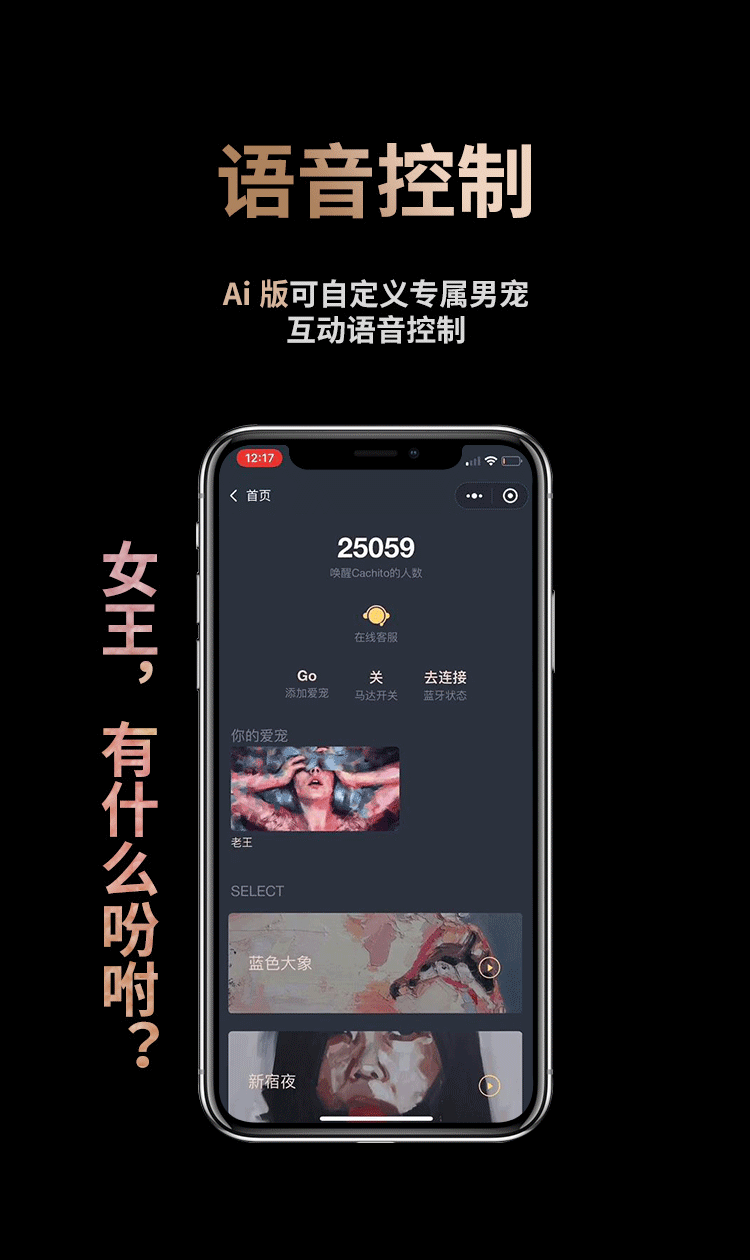 语音控制
Ai 版可自定义专属男宠
互动语音控制
女王，有什么吩咐？
12:17
首页
25059
唤醒Cachito的人数
在线客服
Go
添加爱宠
关
马达开关
去连接
蓝牙状态
你的爱宠
老王
SELECT
蓝色大象
新宿夜